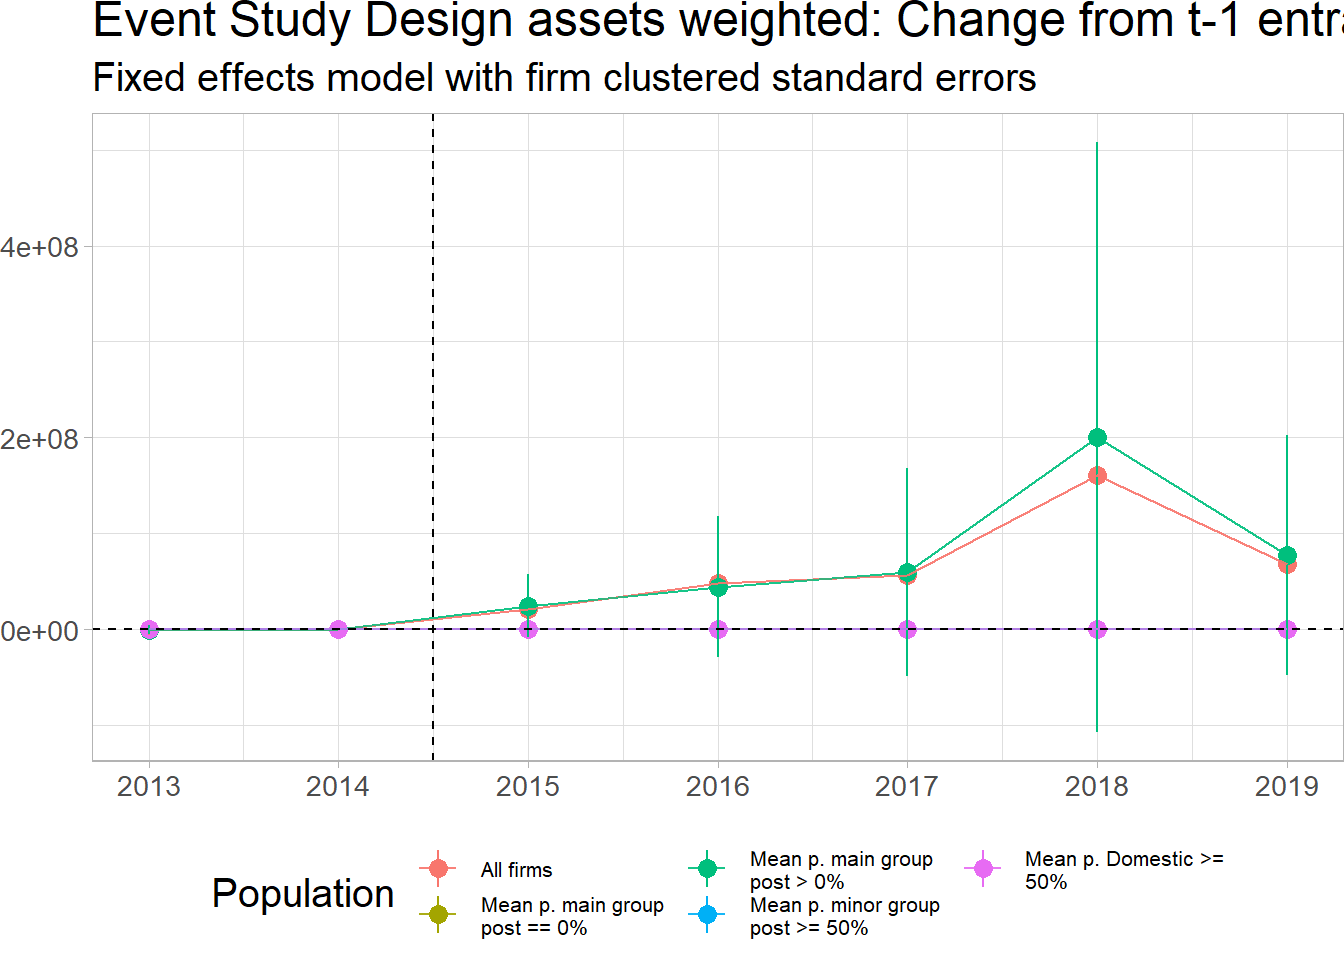 Event Study Design assets weighted: Change from t-1 entra
Fixed effects model with firm clustered standard errors
4e+08
2e+08
0e+00
2013 2014 2015 2016 2017 2018 2019
Population
All firms
Mean p. main group
post == 0%
Mean p. main group
post > 0%
Mean p. minor group
post >= 50%
Mean p. Domestic >=
50%